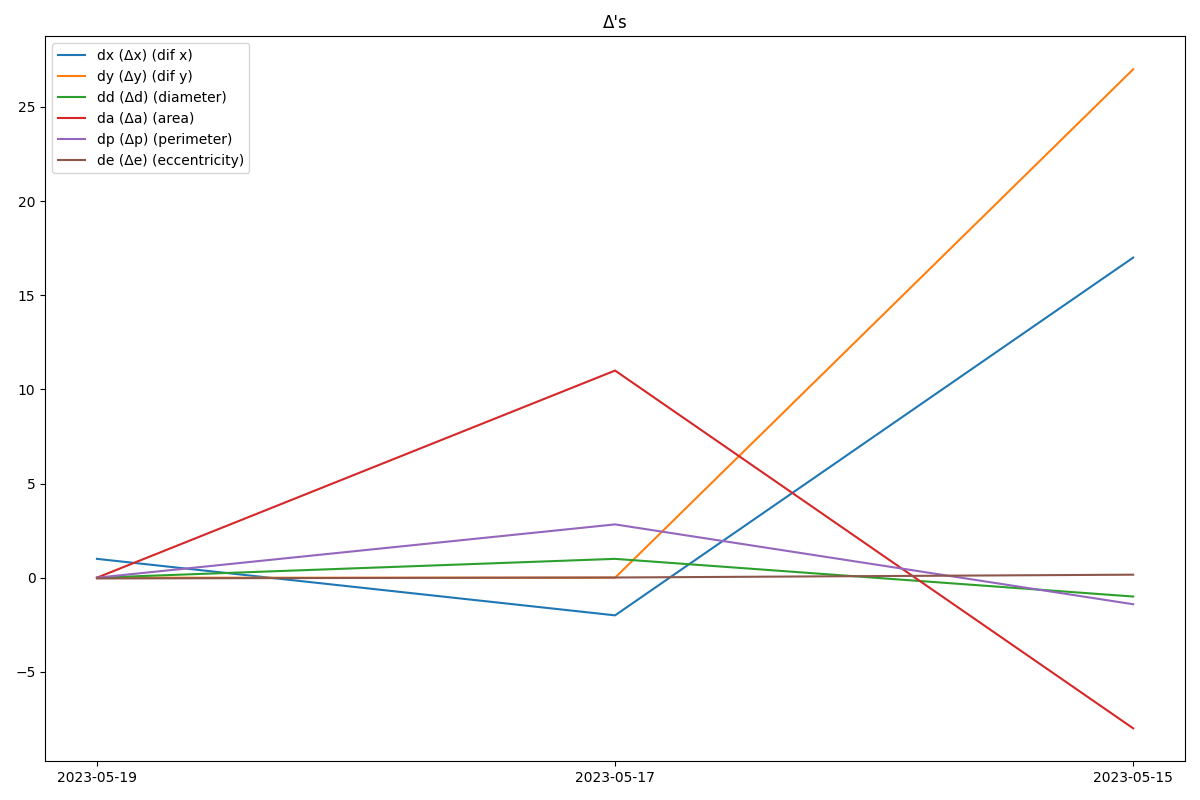 Δ's
dx (Δx) (dif x)
dy (Δy) (dif y)
dd (Δd) (diameter)
da (Δa) (area)
dp (Δp) (perimeter)
de (Δe) (eccentricity)
25
20
15
10
5
0
−5
2023-05-19 2023-05-17 2023-05-15